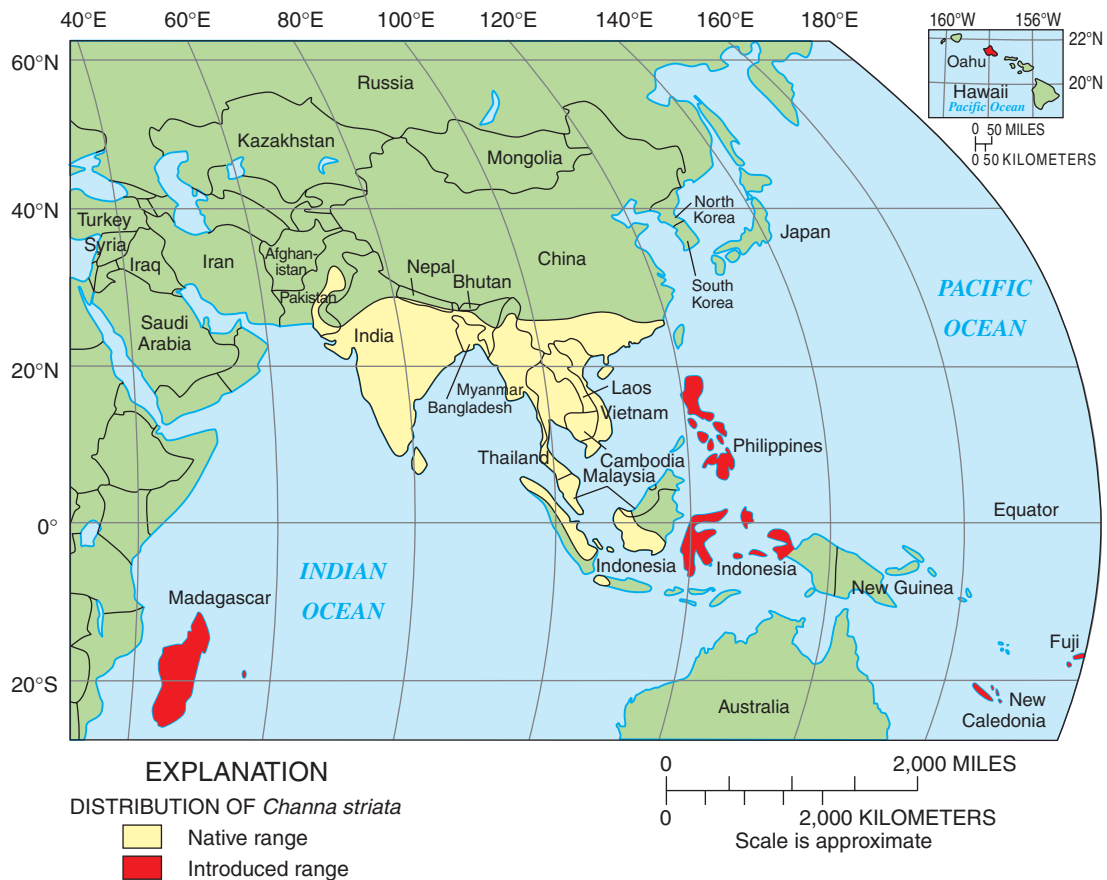 40°E 60°E 80°E 100°E 120°E 140°E 160°E 180°E
160°W 156°W
22°N
20°N
Oahu
Hawaii
Pacific Ocean
0 50 MILES
0 50 KILOMETERS
60°N
40°N
20°N
0°
20°S
Russia
Kazakhstan
Mongolia
Turkey
Syria
Iraq
Iran
Afghan-
istan
Pakistan
Nepal
Bhutan
China
North
Korea
South
Korea
Japan
Saudi
Arabia
India
Myanmar
Bangladesh
Laos
Vietnam
Thailand
Cambodia
Malaysia
Philippines
PACIFIC
OCEAN
Equator
Indonesia
Indonesia
New Guinea
INDIAN
OCEAN
Madagascar
Australia
Fuji
New
Caledonia
EXPLANATION
DISTRIBUTION OF Channa striata
Native range
Introduced range
0 2,000 MILES
0 2,000 KILOMETERS
Scale is approximate